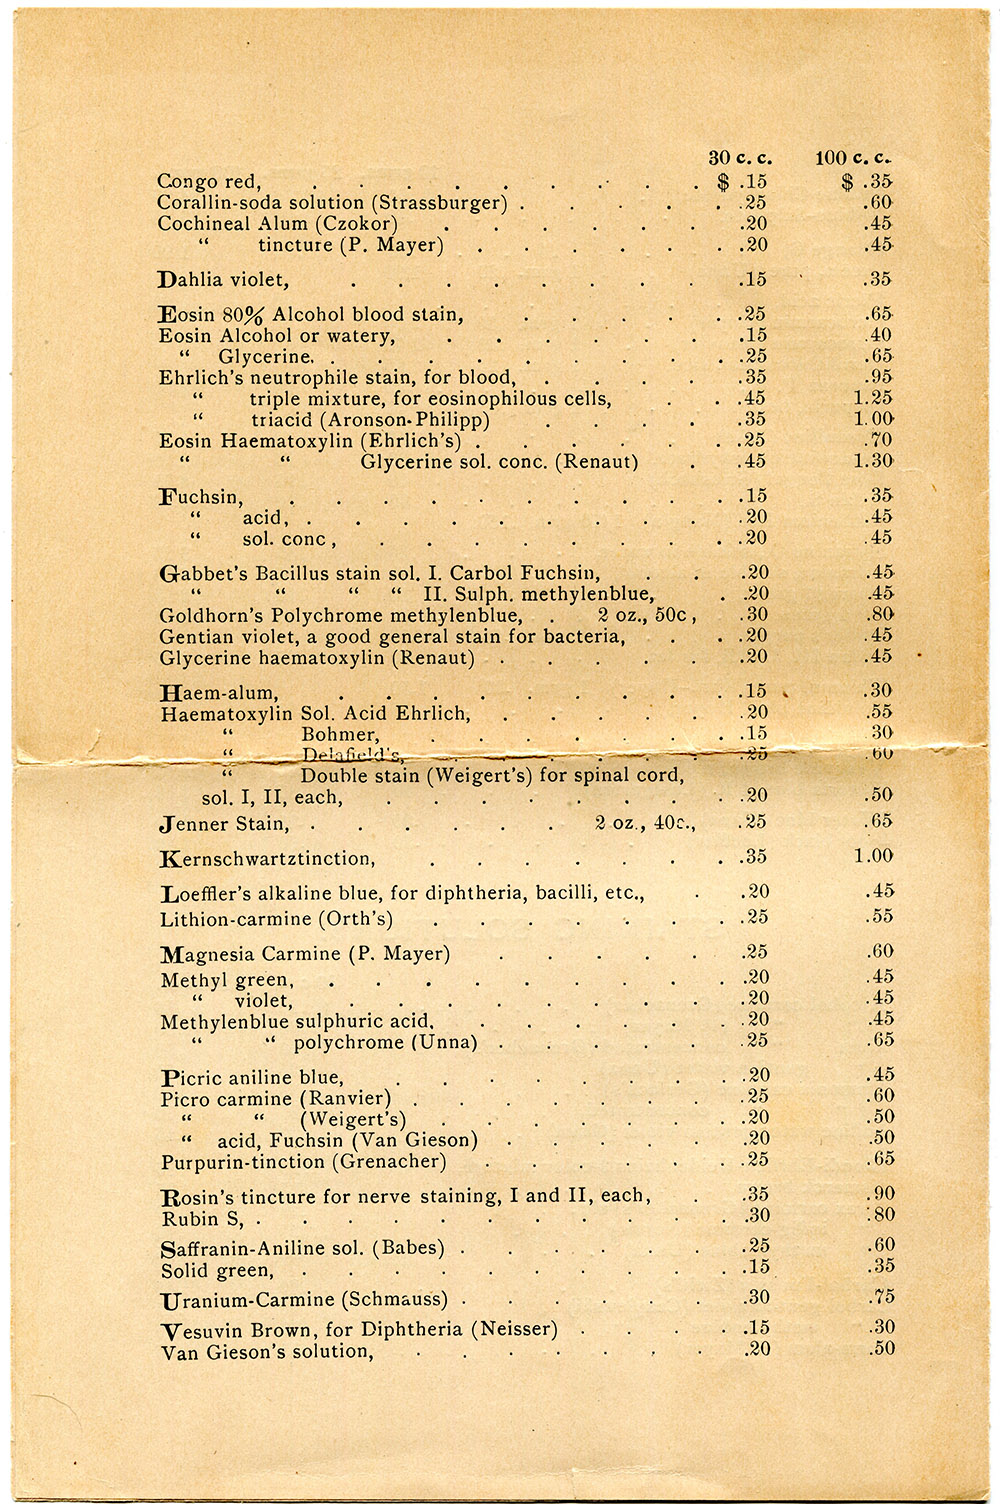 30 c. c. 100 c. c.
Congo red, . . . . . . . . . $ .15 $ .35
Corallin-soda solution (Strassburger) . . . . . .25 .60
Cochineal Alum (Czokor) . . . . . . .20 .45
“ tincture (P. Mayer) . . . . . . .20 .45
Dahlia violet, . . . . . . . . .15 .35
Eosin 80% Alcohol blood stain, . . . . . .25 .65
Eosin Alcohol or watery, . . . . . . .15 .40
“ Glycerine. . . . . . . . . . .25 .65
Ehrlich's neutrophile stain, for blood, . . . . .35 .95
“ triple mixture, for eosinophilous cells, . . .45 1.25
“ triacid (Aronson-Philipp) . . . . .35 1.00
Eosin Haematoxylin (Ehrlich's) . . . . . . .25 .70
“ “ Glycerine sol. conc. (Renaut) . .45 1.30
Fuchsin, . . . . . . . . . . .15 .35
“ acid, . . . . . . . . . .20 .45
“ sol. conc , . . . . . . . . .20 .45
Gabbet's Bacillus stain sol. I. Carbol Fuchsin, . . .20 .45
“ “ “ “ II. Sulph. methylenblue, . .20 .45
Goldhorn's Polychrome methylenblue, . 2 oz., 50c , .30 .80
Gentian violet, a good general stain for bacteria, . . .20 .45
Glycerine haematoxylin (Renaut) . . . . . .20 .45
Haem-alum, . . . . . . . . . .15 .30
Haematoxylin Sol. Acid Ehrlich, . . . . . .20 .55
“ Bohmer, . . . . . . . .15 30
“ Delafield's, . . . . . . .25 .60
“ Double stain (Weigert's) for spinal cord,
sol. I, II, each, . . . . . . . . .20 .50
Jenner Stain, . . . . . . 2 oz., 40c., .25 .65
Kernschwartztinction, . . . . . . . .35 1.00
Loeffler's alkaline blue, for diphtheria, bacilli, etc., . .20 .45
Lithion-carmine (Orth's) . . . . . . .25 .55
Magnesia Carmine (P. Mayer) . . . . . .25 .60
Methyl green, . . . . . . . . . .20 .45
“ violet, . . . . . . . . .20 .45
Methylenblue sulphuric acid. . . . . . . .20 .45
“ “ polychrome (Unna) . . . . . .25 .65
Picric aniline blue, . . . . . . . . .20 .45
Picro carmine (Ranvier) . . . . . . . .25 .60
“ “ (Weigert's) . . . . . . . .20 .50
“ acid, Fuchsin (Van Gieson) . . . . . .20 .50
Purpurin-tinction (Grenacher) . . . . . . .25 .65
Rosin's tincture for nerve staining, I and II, each, . .35 .90
Rubin S, . . . . . . . . . . . .30 .80
Saffranin-Aniline sol. (Babes) . . . . . . .25 .60
Solid green, . . . . . . . . . . .15 .35
Uranium-Carmine (Schmauss) . . . . . . .30 .75
Vesuvin Brown, for Diphtheria (Neisser) . . . . .15 .30
Van Gieson's solution, . . . . . . . .20 .50